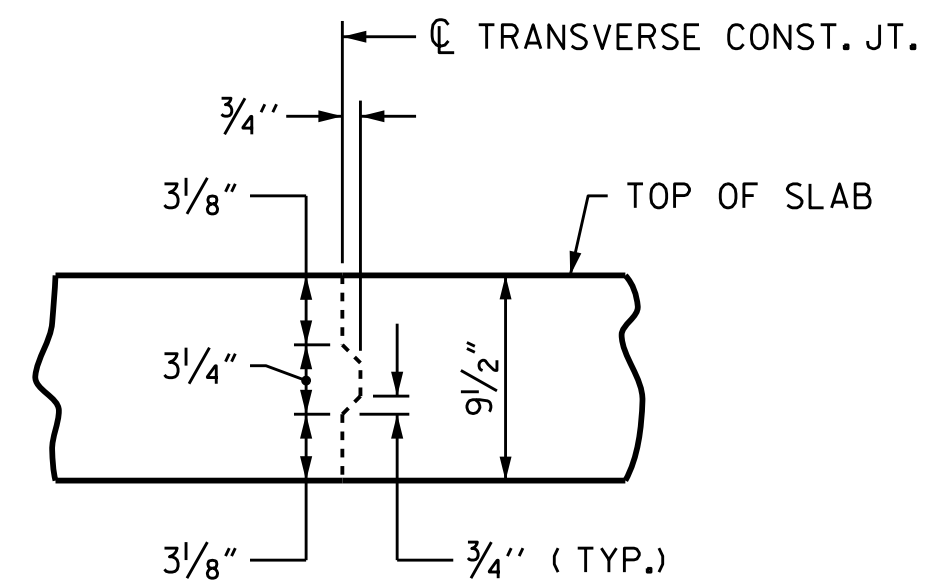 ℄ TRANSVERSE CONST. JT.
3/4"
3 1/8"
TOP OF SLAB
3 1/4"
9 1/2"
3 1/8"
3/4" (TYP.)